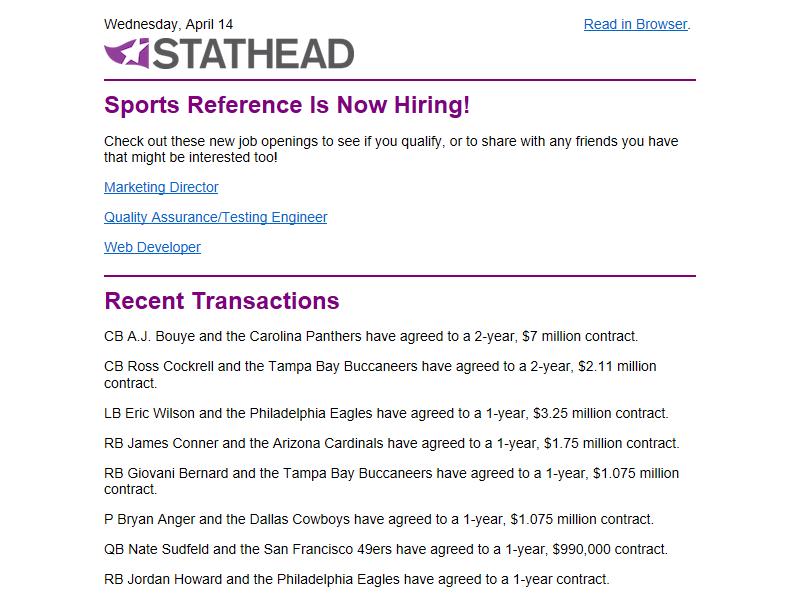 Wednesday, April 14
Read in Browser.
STATHEAD
Sports Reference Is Now Hiring!
Check out these new job openings to see if you qualify, or to share with any friends you have
that might be interested too!
Marketing Director
Quality Assurance/Testing Engineer
Web Developer
Recent Transactions
CB A.J. Bouye and the Carolina Panthers have agreed to a 2-year, $7 million contract.
CB Ross Cockrell and the Tampa Bay Buccaneers have agreed to a 2-year, $2.11 million
contract.
LB Eric Wilson and the Philadelphia Eagles have agreed to a 1-year, $3.25 million contract.
RB James Conner and the Arizona Cardinals have agreed to a 1-year, $1.75 million contract.
RB Giovani Bernard and the Tampa Bay Buccaneers have agreed to a 1-year, $1.075 million
contract.
P Bryan Anger and the Dallas Cowboys have agreed to a 1-year, $1.075 million contract.
QB Nate Sudfeld and the San Francisco 49ers have agreed to a 1-year, $990,000 contract.
RB Jordan Howard and the Philadelphia Eagles have agreed to a 1-year contract.